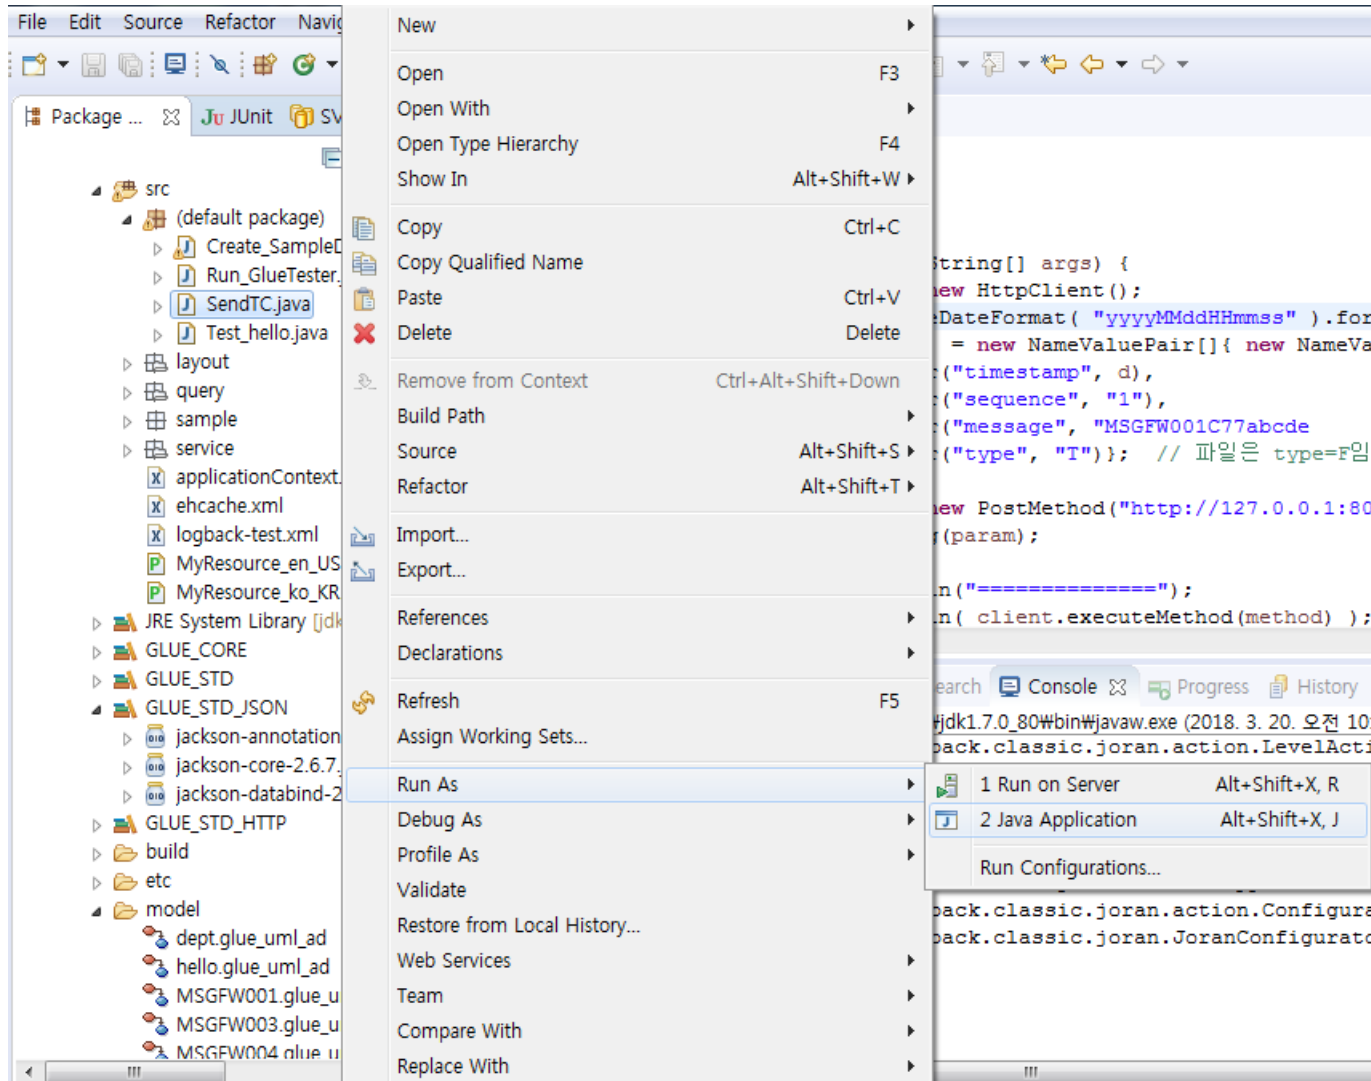 File Edit Source Refactor Navig
Package ... JUnit SV
src
(default package)
Create_SampleD
Run_GlueTester.
SendTC.java
Test_hello.java
layout
query
sample
service
applicationContext.
ehcache.xml
logback-test.xml
MyResource_en_US
MyResource_ko_KR
JRE System Library [jdk
GLUE_CORE
GLUE_STD
GLUE_STD_JSON
jackson-annotation
jackson-core-2.6.7.
jackson-databind-2
GLUE_STD_HTTP
build
etc
model
dept.glue_uml_ad
hello.glue_uml_ad
MSGFW001.glue_u
MSGFW003.glue_u
MSGFW004.glue_u
New
Open F3
Open With
Open Type Hierarchy F4
Show In Alt+Shift+W
Copy Ctrl+C
Copy Qualified Name
Paste Ctrl+V
Delete Delete
Remove from Context Ctrl+Alt+Shift+Down
Build Path
Source Alt+Shift+S
Refactor Alt+Shift+T
Import...
Export...
References
Declarations
Refresh F5
Assign Working Sets...
Run As
Debug As
Profile As
Validate
Restore from Local History...
Web Services
Team
Compare With
Replace With
String[] args) {
new HttpClient();
eDateFormat( "yyyyMMddHHmmss" ).for
= new NameValuePair[]{ new NameVa
("timestamp", d),
("sequence", "1"),
("message", "MSGFW001C77abcde
("type", "T")}; // 파일은 type=F임
new PostMethod("http://127.0.0.1:80
(param);
n("==============");
n( client.executeMethod(method) );
earch Console Progress History
₩jdk1.7.0_80₩bin₩javaw.exe (2018. 3. 20. 오전 10:
back.classic.joran.action.LevelActi
1 Run on Server Alt+Shift+X, R
2 Java Application Alt+Shift+X, J
Run Configurations...
back.classic.joran.action.Configura
back.classic.joran.JoranConfigurato